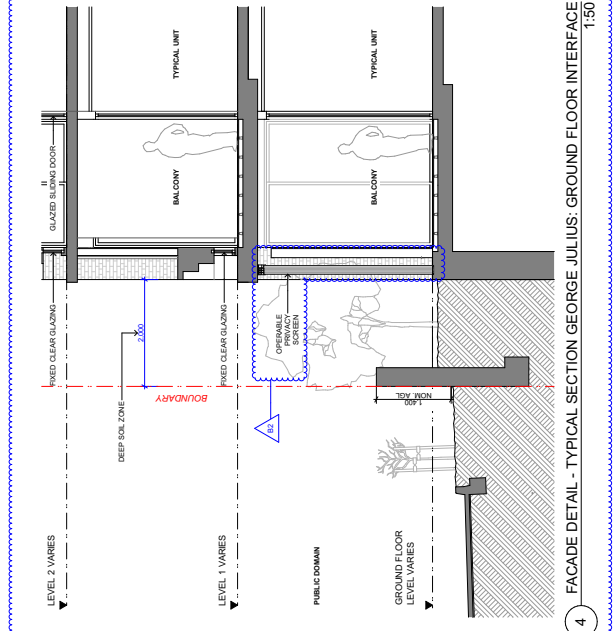 LEVEL 2 VARIES
FIXED CLEAR GLAZING
GLAZED SLIDING DOOR
TYPICAL UNIT
DEEP SOIL ZONE
2,000
BALCONY
BOUNDARY
LEVEL 1 VARIES
FIXED CLEAR GLAZING
B2
OPERABLE
PRIVACY
SCREEN
TYPICAL UNIT
PUBLIC DOMAIN
BALCONY
1,400
NOM. AGL
GROUND FLOOR
LEVEL VARIES
4
FACADE DETAIL - TYPICAL SECTION GEORGE JULIUS: GROUND FLOOR INTERFACE
1:50